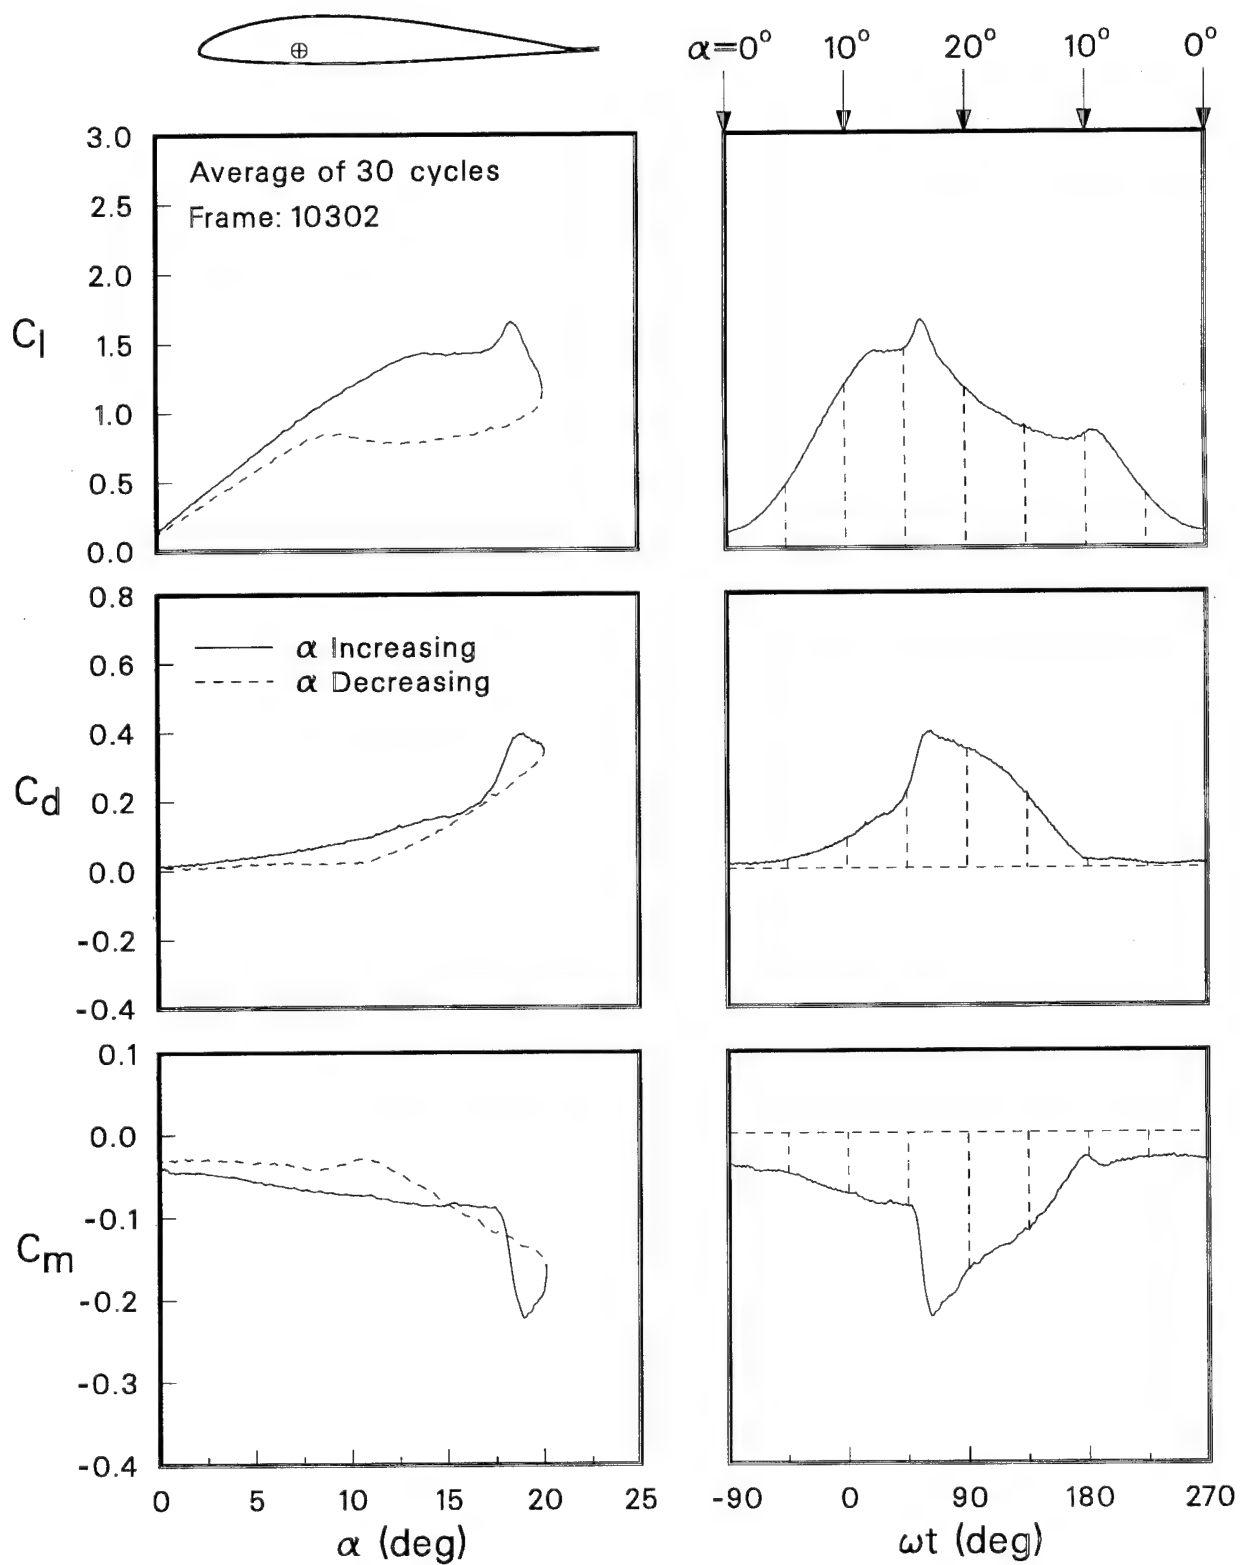 α=0° 10° 20° 10° 0°
3.0
Average of 30 cycles
Frame: 10302
2.5
2.0
Cl
1.5
1.0
0.5
0.0
0.8
α Increasing
0.6
α Decreasing
0.4
Cd
0.2
0.0
-0.2
-0.4
0.1
0.0
-0.1
Cm
-0.2
-0.3
-0.4
0 5 10 15 20 25
α (deg)
-90 0 90 180 270
ωt (deg)